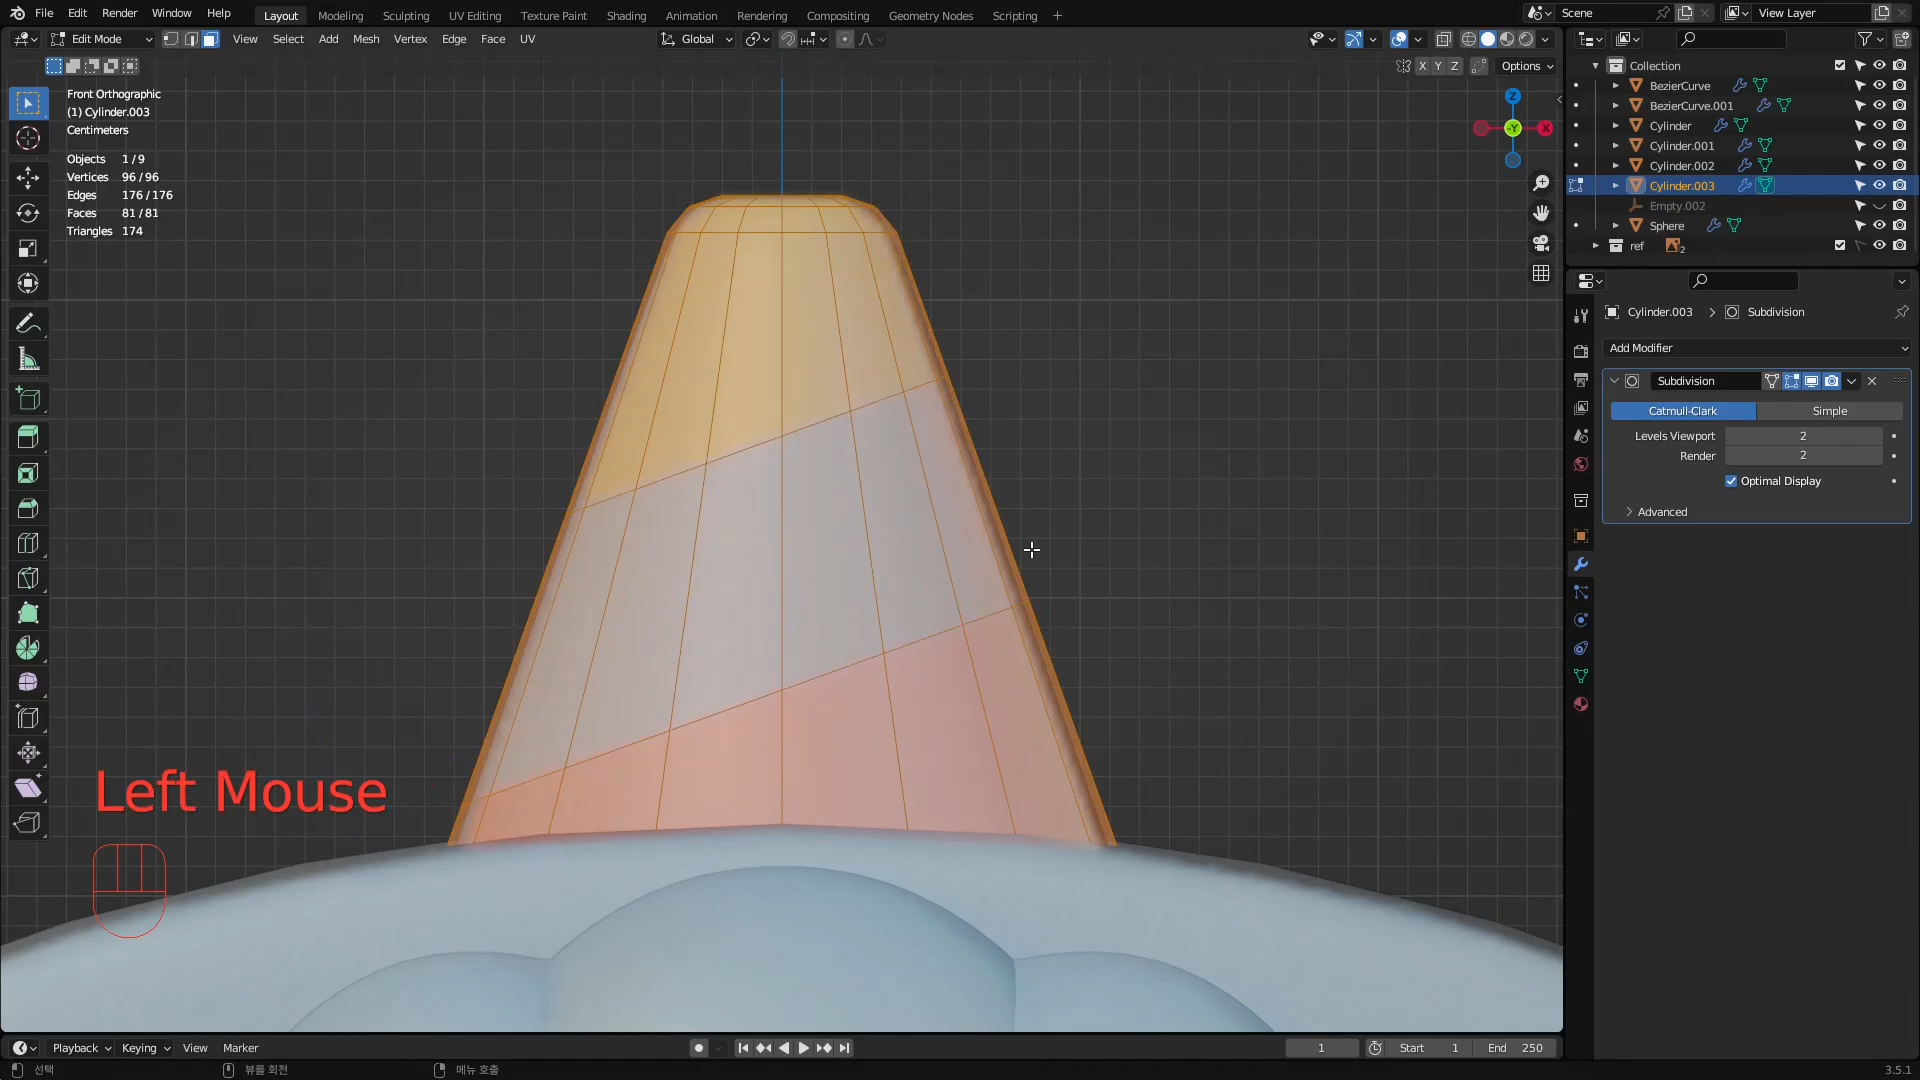 File Edit Render Window Help Layout Modeling Sculpting UV Editing Texture Paint Shading Animation Rendering Compositing Geometry Nodes Scripting + Scene View Layer
Edit Mode View Select Add Mesh Vertex Edge Face UV Global
X Y Z Options
Front Orthographic
(1) Cylinder.003
Centimeters
Objects 1/9
Vertices 96/96
Edges 176/176
Faces 81/81
Triangles 174
Z
-Y X
Collection
BezierCurve
BezierCurve.001
Cylinder
Cylinder.001
Cylinder.002
Cylinder.003
Empty.002
Sphere
ref 2
Cylinder.003 > Subdivision
Add Modifier
Subdivision
Catmull-Clark Simple
Levels Viewport 2
Render 2
Optimal Display
Advanced
Left Mouse
Playback Keying View Marker 1 Start 1 End 250
선택 뷰를 회전 메뉴 호출 3.5.1